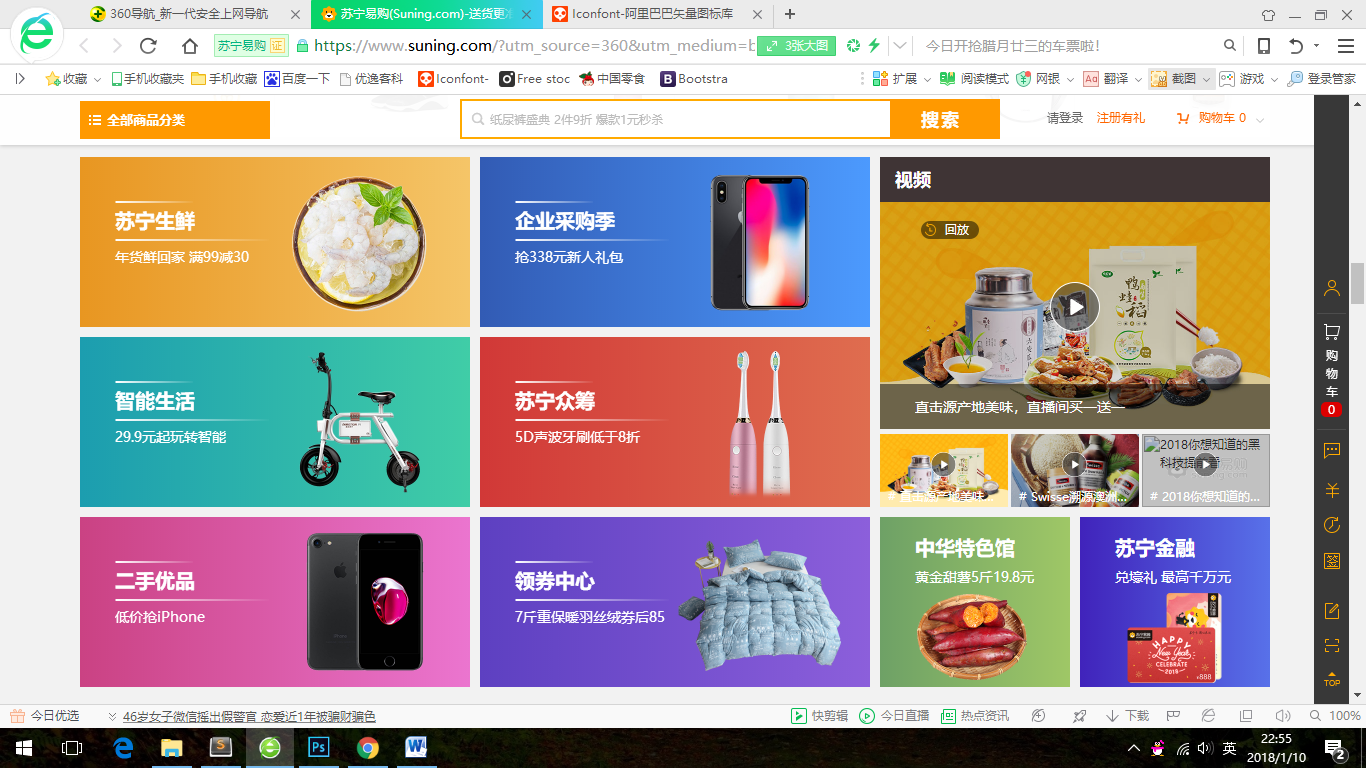 360导航_新一代安全上网导航
苏宁易购(Suning.com)-送货更
Iconfont-阿里巴巴矢量图标库
苏宁易购 证
https://www.suning.com/?utm_source=360&utm_medium=b
3张大图
今日开抢腊月廿三的车票啦!
收藏
手机收藏夹
手机收藏
百度一下
优逸客科
Iconfont-
Free stoc
中国零食
Bootstra
扩展
阅读模式
网银
翻译
截图
游戏
登录管家
全部商品分类
纸尿裤盛典 2件9折 爆款1元秒杀
搜索
请登录
注册有礼
购物车 0
苏宁生鲜
年货鲜回家 满99减30
企业采购季
抢338元新人礼包
视频
回放
鸭娃稻
直击源产地美味，直播间买一送一
智能生活
29.9元起玩转智能
苏宁众筹
5D声波牙刷低于8折
# 直击源产地美味
# Swisse溯源澳洲...
2018你想知道的黑
科技提前看
# 2018你想知道的...
二手优品
低价抢iPhone
领券中心
7斤重保暖羽丝绒券后85
中华特色馆
黄金甜薯5斤19.8元
苏宁金融
兑壕礼 最高千万元
HAPPY
New Year
CELEBRATE
2018
¥888
购
物
车
0
签
TOP
今日优选
46岁女子微信摇出假警官 恋爱近1年被骗财骗色
快剪辑
今日直播
热点资讯
下载
100%
英
22:55
2018/1/10
2